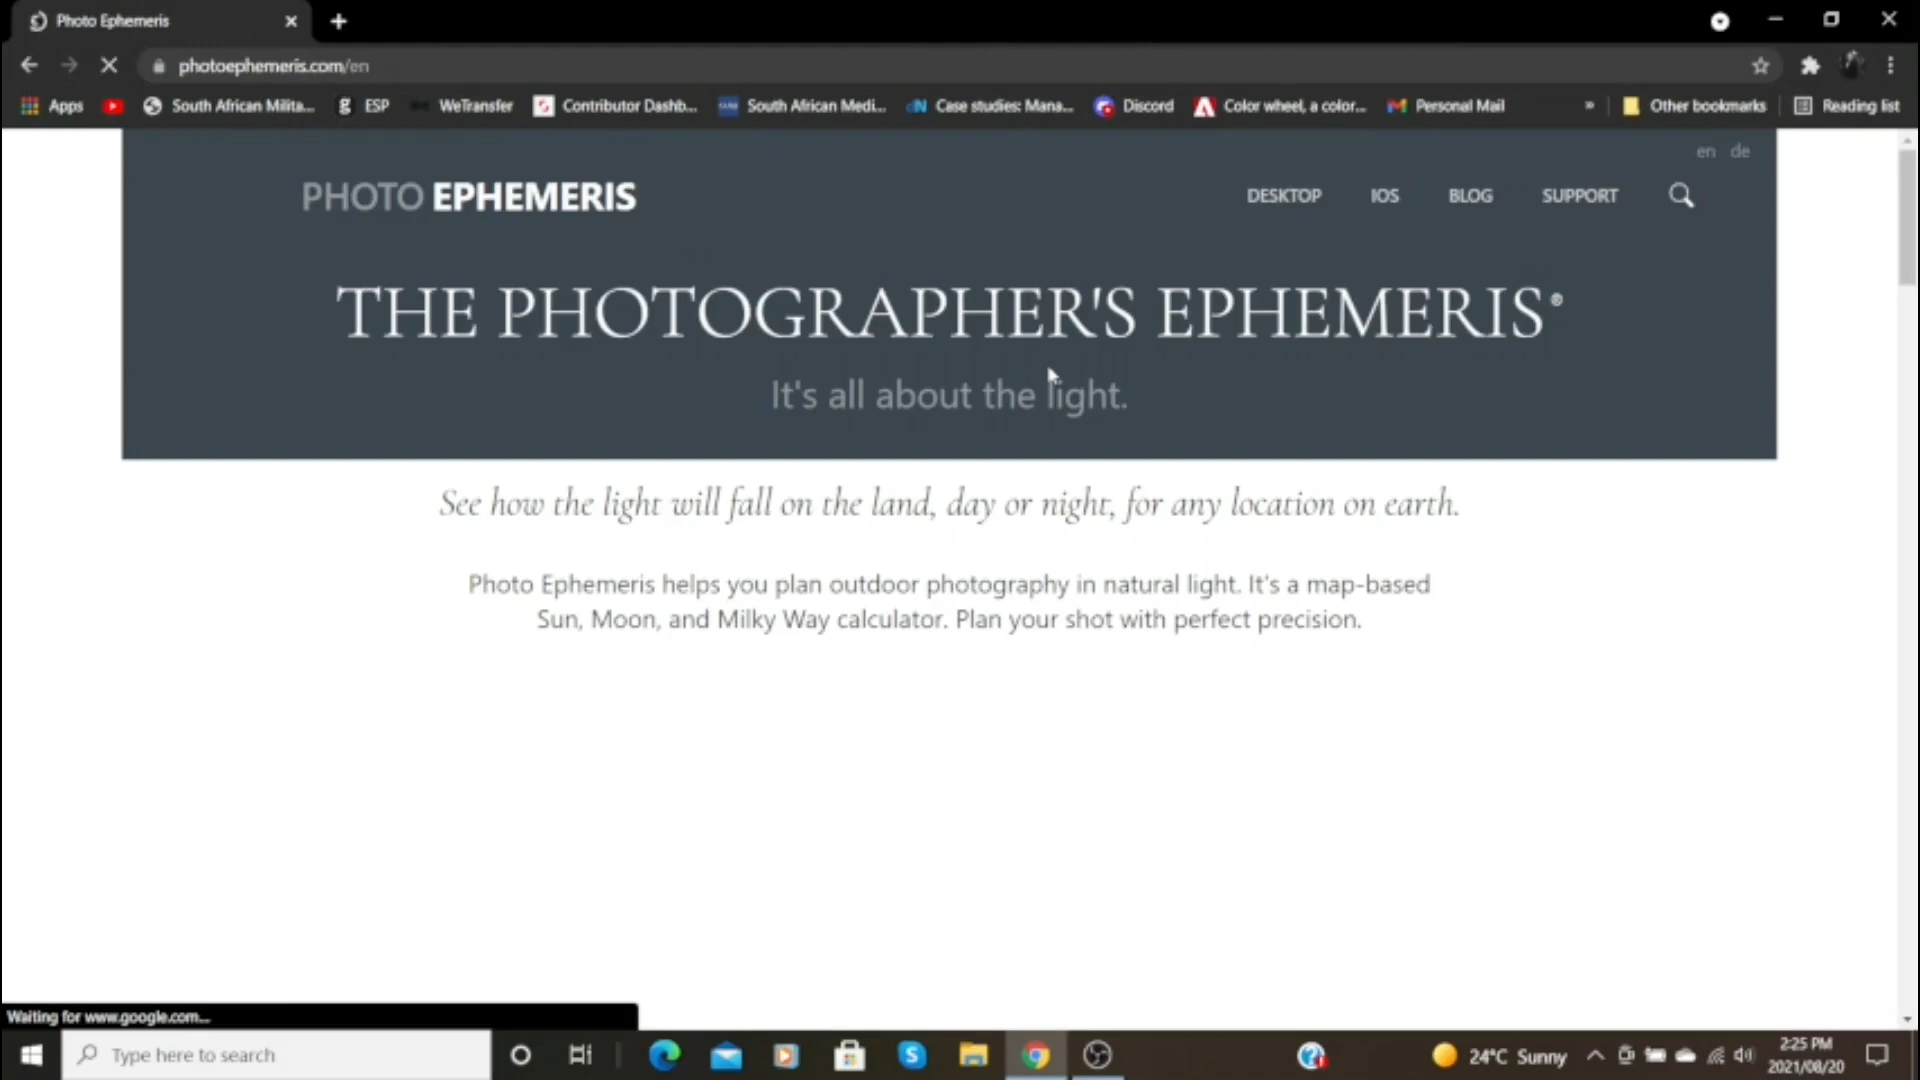 Photo Ephemeris
photoephemeris.com/en
Apps
South African Milita...
ESP
WeTransfer
Contributor Dashb...
South African Medi...
Case studies: Mana...
Discord
Color wheel, a color...
Personal Mail
»
Other bookmarks
Reading list
en de
PHOTO EPHEMERIS
DESKTOP IOS BLOG SUPPORT
THE PHOTOGRAPHER'S EPHEMERIS®
It's all about the light.
See how the light will fall on the land, day or night, for any location on earth.
Photo Ephemeris helps you plan outdoor photography in natural light. It's a map-based
Sun, Moon, and Milky Way calculator. Plan your shot with perfect precision.
Waiting for www.google.com...
Type here to search
24°C Sunny
2:25 PM
2021/08/20